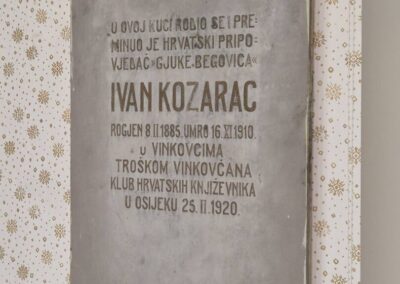 U OVOJ KUĆI RODIO SE I PRE-
MINUO JE HRVATSKI PRIPO-
VJEDAČ »GJUKE BEGOVIĆA«
IVAN KOZARAC
ROGJEN 8 II 1885. UMRO 16. XI 1910.
U VINKOVCIMA
TROŠKOM VINKOVČANA
KLUB HRVATSKIH KNJIŽEVNIKA
U OSIJEKU 25. II. 1920.